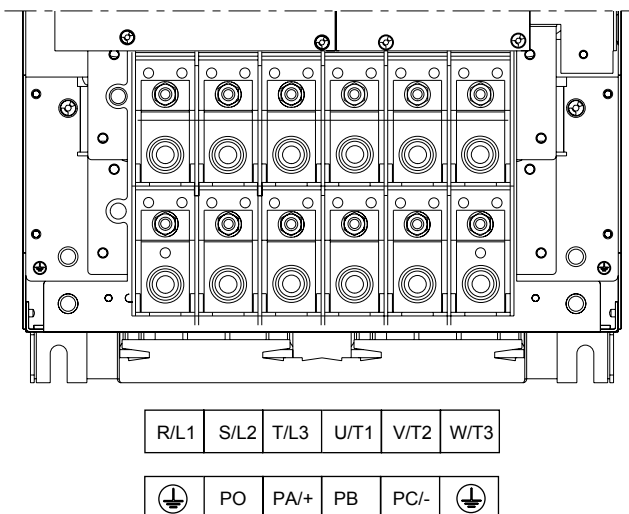 R/L1 S/L2 T/L3 U/T1 V/T2 W/T3
PO PA/+ PB PC/-